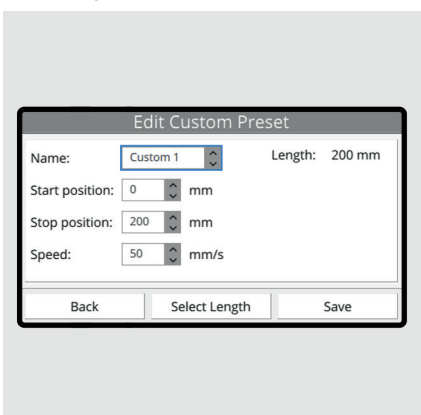 Edit Custom Preset
Name: Custom 1 Length: 200 mm
Start position: 0 mm
Stop position: 200 mm
Speed: 50 mm/s
Back Select Length Save